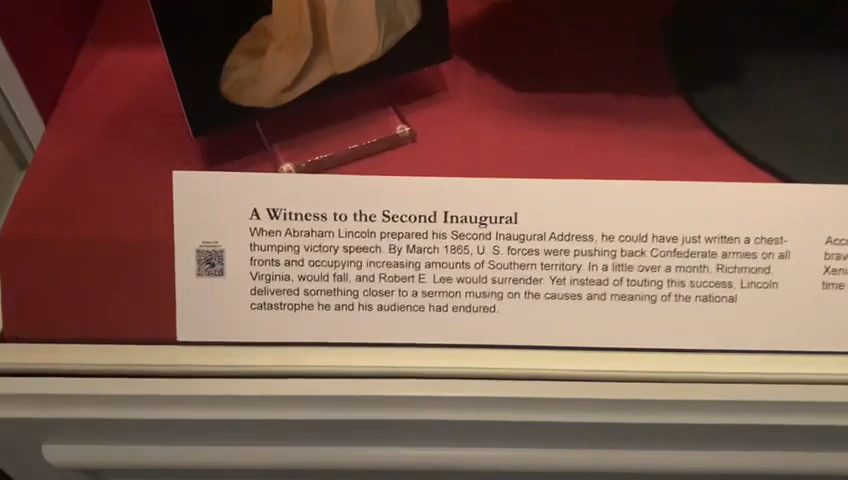 A Witness to the Second Inaugural
When Abraham Lincoln prepared his Second Inaugural Address, he could have just written a chest-
thumping victory speech. By March 1865, U. S. forces were pushing back Confederate armies on all
fronts and occupying increasing amounts of Southern territory. In a little over a month, Richmond,
Virginia, would fall, and Robert E. Lee would surrender. Yet instead of touting this success, Lincoln
delivered something closer to a sermon musing on the causes and meaning of the national
catastrophe he and his audience had endured.
time